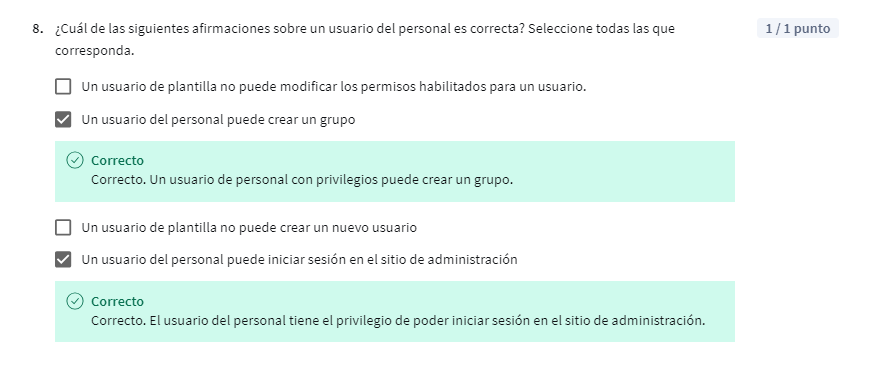 8. ¿Cuál de las siguientes afirmaciones sobre un usuario del personal es correcta? Seleccione todas las que
corresponda.
1 / 1 punto
Un usuario de plantilla no puede modificar los permisos habilitados para un usuario.
Un usuario del personal puede crear un grupo
Correcto
Correcto. Un usuario de personal con privilegios puede crear un grupo.
Un usuario de plantilla no puede crear un nuevo usuario
Un usuario del personal puede iniciar sesión en el sitio de administración
Correcto
Correcto. El usuario del personal tiene el privilegio de poder iniciar sesión en el sitio de administración.